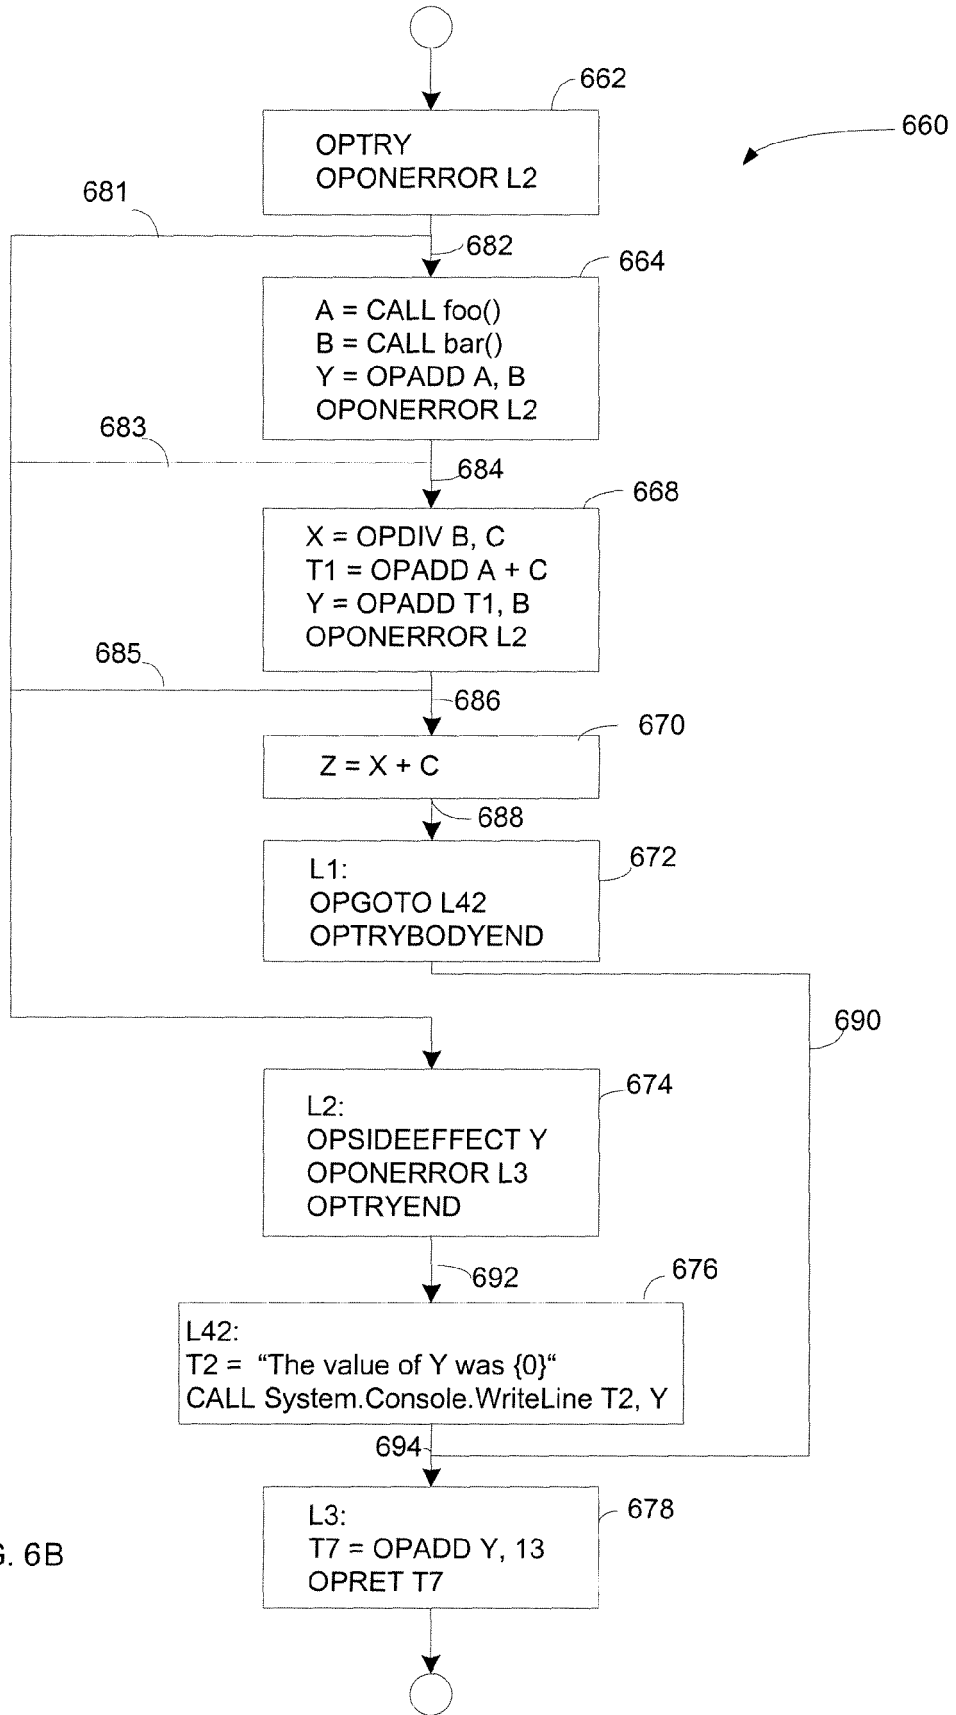 662
660
OPTRY
OPONERROR L2
681
682
664
A = CALL foo()
B = CALL bar()
Y = OPADD A, B
OPONERROR L2
683
684
668
X = OPDIV B, C
T1 = OPADD A + C
Y = OPADD T1, B
OPONERROR L2
685
686
670
Z = X + C
688
672
L1:
OPGOTO L42
OPTRYBODYEND
690
674
L2:
OPSIDEEFFECT Y
OPONERROR L3
OPTRYEND
692
676
L42:
T2 = “The value of Y was {0}“
CALL System.Console.WriteLine T2, Y
694
678
L3:
T7 = OPADD Y, 13
OPRET T7
. 6B